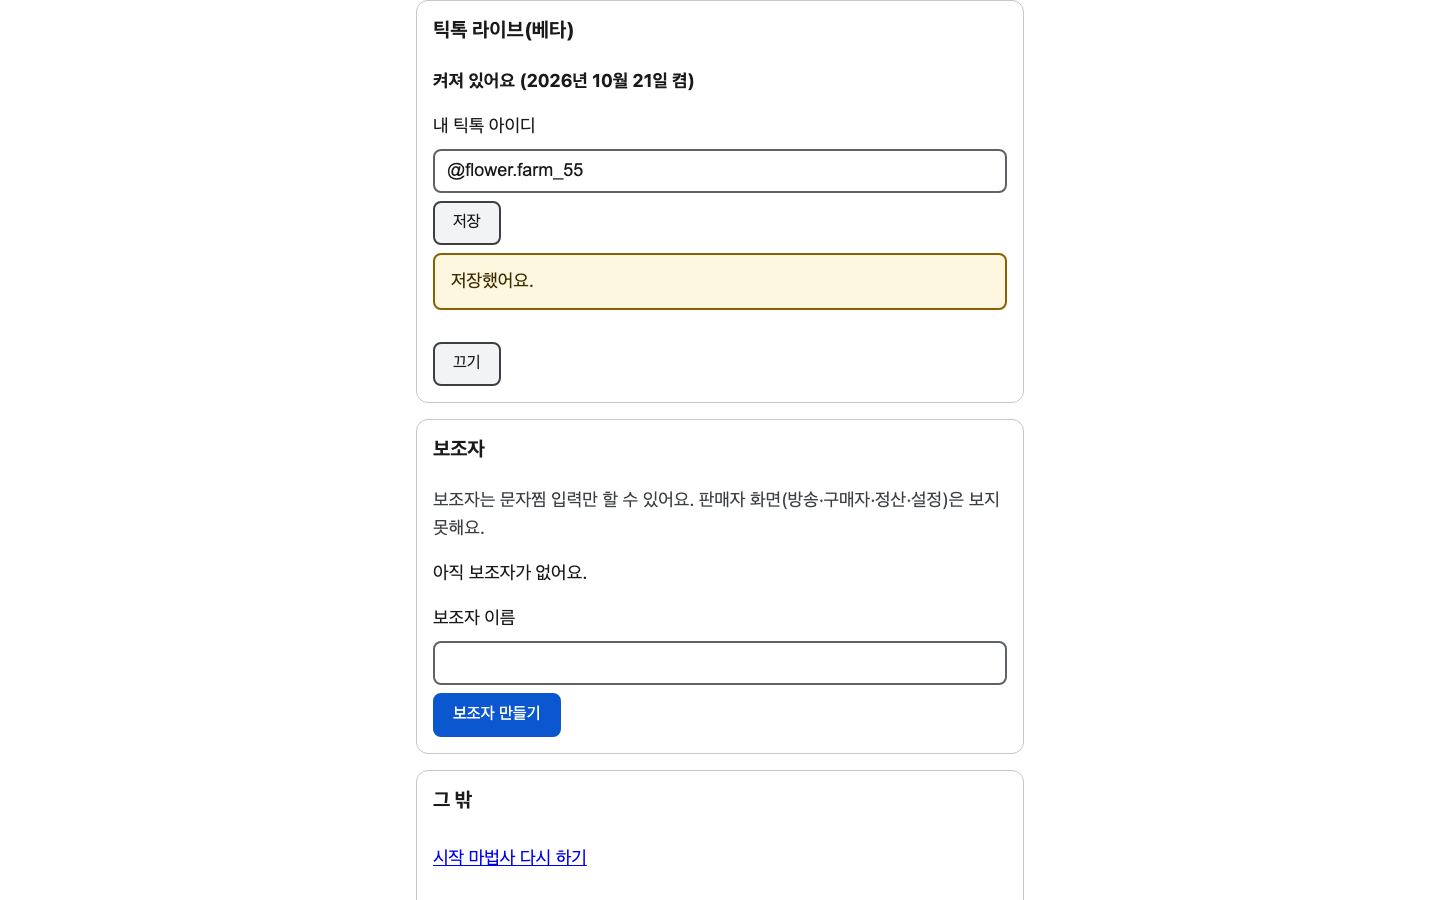 틱톡 라이브(베타)
켜져 있어요 (2026년 10월 21일 켬)
내 틱톡 아이디
@flower.farm_55
저장
저장했어요.
끄기
보조자
보조자는 문자찜 입력만 할 수 있어요. 판매자 화면(방송·구매자·정산·설정)은 보지
못해요.
아직 보조자가 없어요.
보조자 이름
보조자 만들기
그 밖
시작 마법사 다시 하기